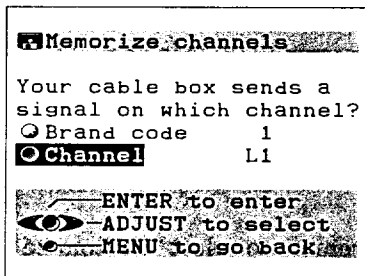 Memorize channels
Your cable box sends a
signal on which channel?
Brand code 1
Channel L1
ENTER to enter
ADJUST to select
MENU to go back